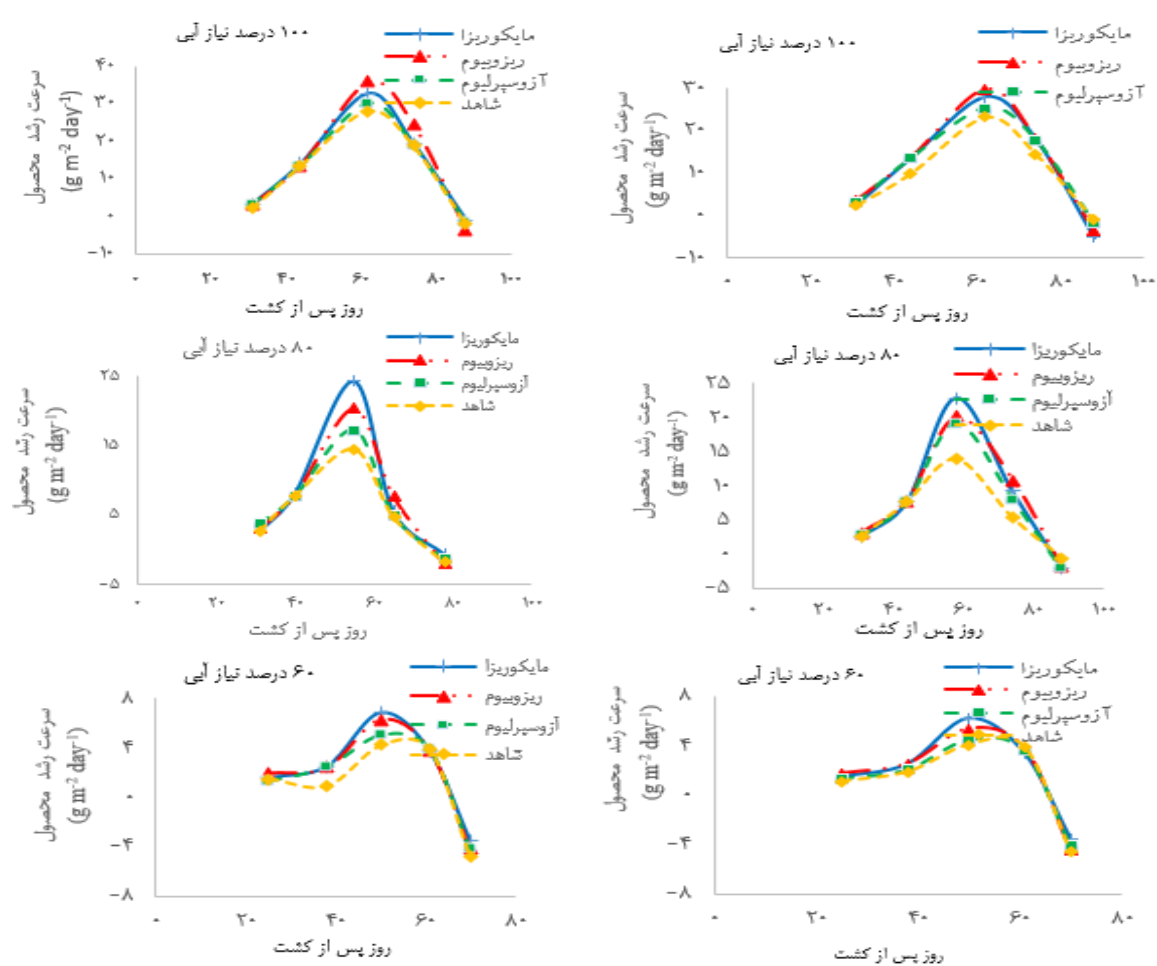 ۱۰۰ درصد نیاز آبی
مایکوریزا
ریزوبیوم
آزوسپرلیوم
شاهد
سرعت رشد محصول
(g m-2 day-1)
۴۰
۳۰
۲۰
۱۰
۰
-۱۰
۰ ۲۰ ۴۰ ۶۰ ۸۰ ۱۰۰
روز پس از کشت
۱۰۰ درصد نیاز آبی
مایکوریزا
ریزوبیوم
آزوسپرلیوم
سرعت رشد محصول
(g m-2 day-1)
۳۰
۲۰
۱۰
۰
-۱۰
۰ ۲۰ ۴۰ ۶۰ ۸۰ ۱۰۰
روز پس از کشت
۸۰ درصد نیاز آبی
مایکوریزا
ریزوبیوم
آزوسپرلیوم
شاهد
سرعت رشد محصول
(g m-2 day-1)
۲۵
۱۵
۵
-۵
۰ ۲۰ ۴۰ ۶۰ ۸۰ ۱۰۰
روز پس از کشت
۸۰ درصد نیاز آبی
مایکوریزا
ریزوبیوم
آزوسپرلیوم
شاهد
سرعت رشد محصول
(g m-2 day-1)
۲۵
۲۰
۱۵
۱۰
۵
۰
-۵
۰ ۲۰ ۴۰ ۶۰ ۸۰ ۱۰۰
روز پس از کشت
۶۰ درصد نیاز آبی
مایکوریزا
ریزوبیوم
آزوسپرلیوم
شاهد
سرعت رشد محصول
(g m-2 day-1)
۸
۴
۰
-۴
-۸
۰ ۲۰ ۴۰ ۶۰ ۸۰
روز پس از کشت
۶۰ درصد نیاز آبی
مایکوریزا
ریزوبیوم
آزوسپرلیوم
شاهد
سرعت رشد محصول
(g m-2 day-1)
۸
۴
۰
-۴
-۸
۰ ۲۰ ۴۰ ۶۰ ۸۰
روز پس از کشت